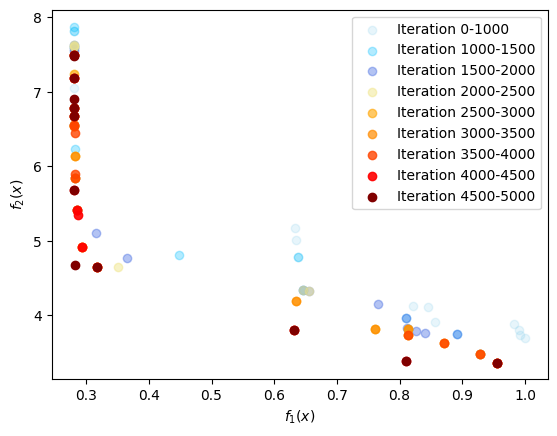 8
7
6
5
4
f₂(x)
0.3 0.4 0.5 0.6 0.7 0.8 0.9 1.0
f₁(x)
Iteration 0-1000
Iteration 1000-1500
Iteration 1500-2000
Iteration 2000-2500
Iteration 2500-3000
Iteration 3000-3500
Iteration 3500-4000
Iteration 4000-4500
Iteration 4500-5000